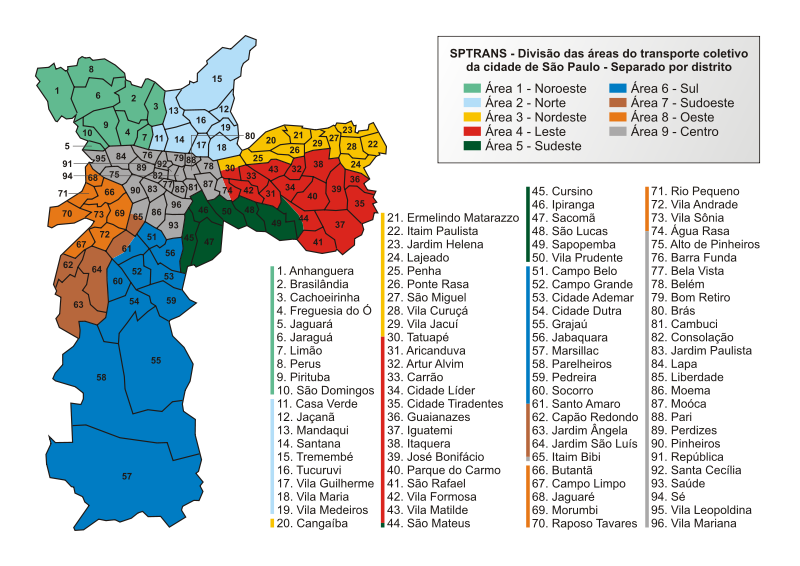 SPTRANS - Divisão das áreas do transporte coletivo
da cidade de São Paulo - Separado por distrito
Área 1 - Noroeste
Área 2 - Norte
Área 3 - Nordeste
Área 4 - Leste
Área 5 - Sudeste
Área 6 - Sul
Área 7 - Sudoeste
Área 8 - Oeste
Área 9 - Centro
1. Anhanguera
2. Brasilândia
3. Cachoeirinha
4. Freguesia do Ó
5. Jaguará
6. Jaraguá
7. Limão
8. Perus
9. Pirituba
10. São Domingos
11. Casa Verde
12. Jaçanã
13. Mandaqui
14. Santana
15. Tremembé
16. Tucuruvi
17. Vila Guilherme
18. Vila Maria
19. Vila Medeiros
20. Cangaíba
21. Ermelindo Matarazzo
22. Itaim Paulista
23. Jardim Helena
24. Lajeado
25. Penha
26. Ponte Rasa
27. São Miguel
28. Vila Curuçá
29. Vila Jacuí
30. Tatuapé
31. Aricanduva
32. Artur Alvim
33. Carrão
34. Cidade Líder
35. Cidade Tiradentes
36. Guaianazes
37. Iguatemi
38. Itaquera
39. José Bonifácio
40. Parque do Carmo
41. São Rafael
42. Vila Formosa
43. Vila Matilde
44. São Mateus
45. Cursino
46. Ipiranga
47. Sacomã
48. São Lucas
49. Sapopemba
50. Vila Prudente
51. Campo Belo
52. Campo Grande
53. Cidade Ademar
54. Cidade Dutra
55. Grajaú
56. Jabaquara
57. Marsillac
58. Parelheiros
59. Pedreira
60. Socorro
61. Santo Amaro
62. Capão Redondo
63. Jardim Ângela
64. Jardim São Luís
65. Itaim Bibi
66. Butantã
67. Campo Limpo
68. Jaguaré
69. Morumbi
70. Raposo Tavares
71. Rio Pequeno
72. Vila Andrade
73. Vila Sônia
74. Água Rasa
75. Alto de Pinheiros
76. Barra Funda
77. Bela Vista
78. Belém
79. Bom Retiro
80. Brás
81. Cambuci
82. Consolação
83. Jardim Paulista
84. Lapa
85. Liberdade
86. Moema
87. Moóca
88. Pari
89. Perdizes
90. Pinheiros
91. República
92. Santa Cecília
93. Saúde
94. Sé
95. Vila Leopoldina
96. Vila Mariana